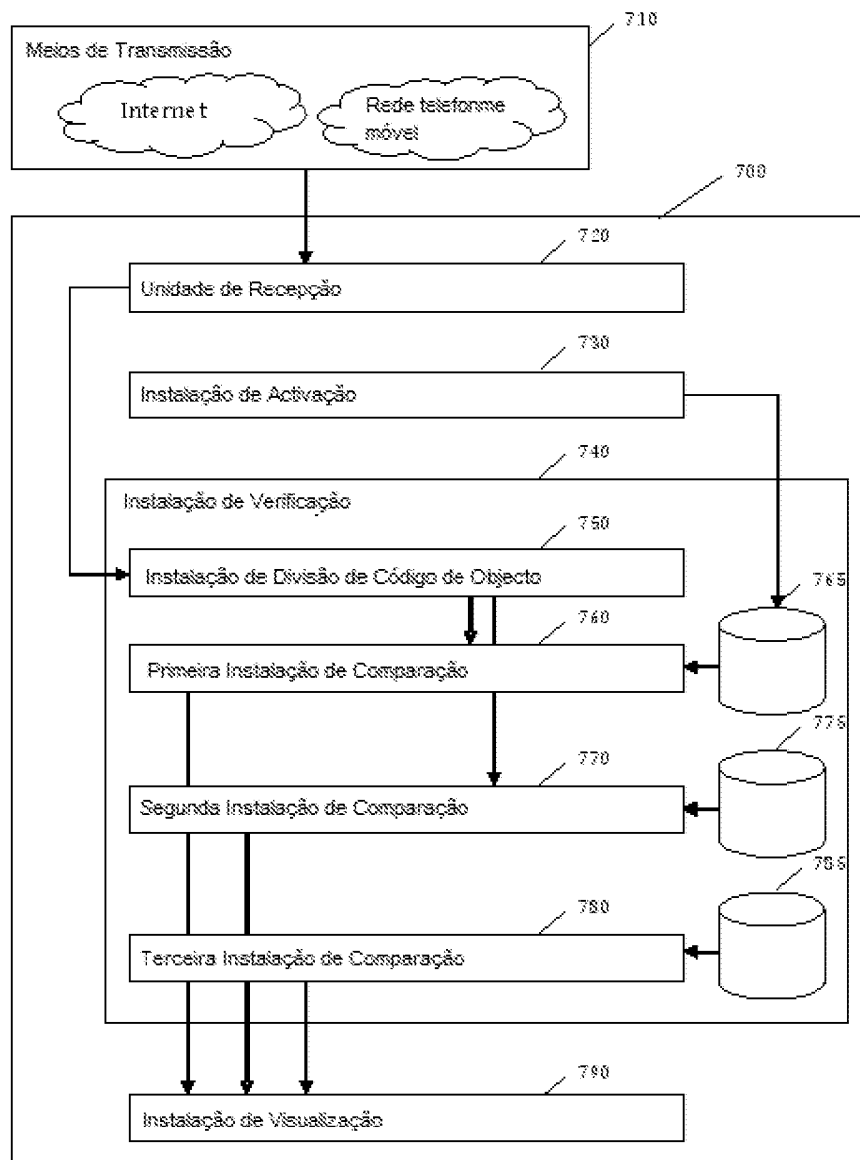 710
Meios de Transmissão
Internet
Rede telefonme
móvel
700
720
Unidade de Recepção
730
Instalação de Activação
740
Instalação de Verificação
750
Instalação de Divisão de Código de Objecto
765
760
Primeira Instalação de Comparação
775
770
Segunda Instalação de Comparação
785
780
Terceira Instalação de Comparação
790
Instalação de Visualização